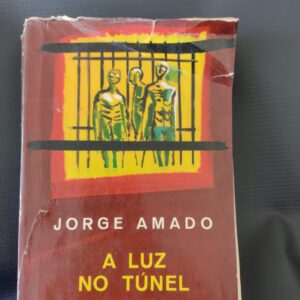 JORGE AMADO
A LUZ
NO TÚNEL